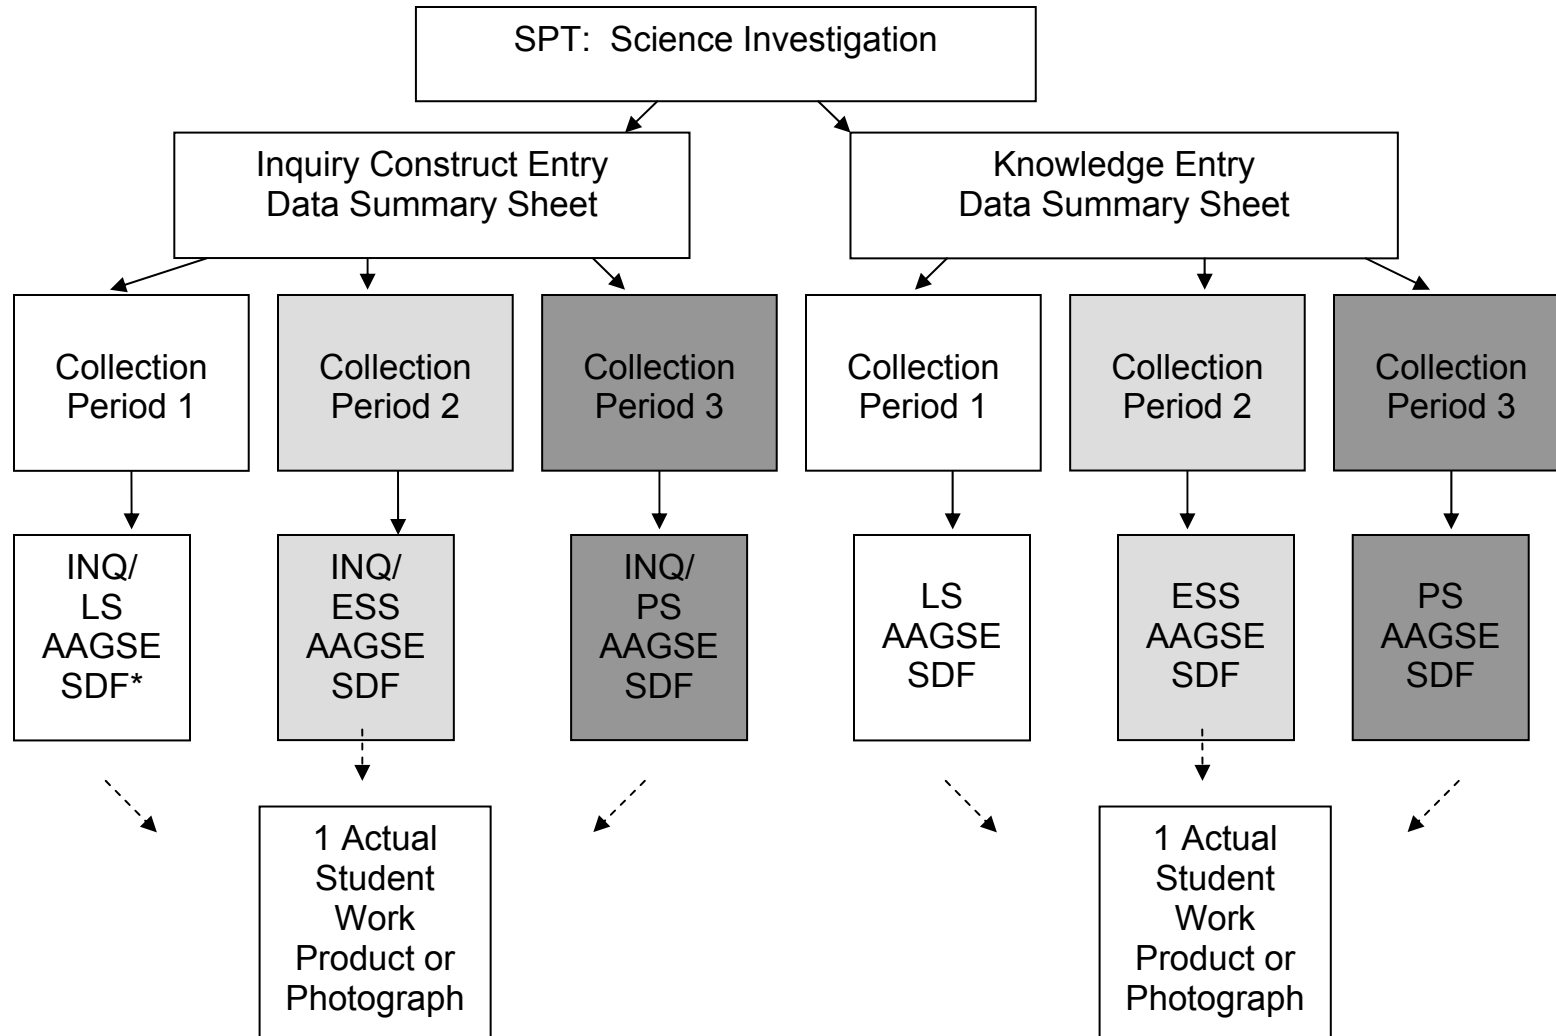 SPT:  Science Investigation
Inquiry Construct Entry
Data Summary Sheet
Knowledge Entry
Data Summary Sheet
Collection
Period 1
Collection
Period 2
Collection
Period 3
Collection
Period 1
Collection
Period 2
Collection
Period 3
INQ/
LS
AAGSE
SDF*
INQ/
ESS
AAGSE
SDF
INQ/
PS
AAGSE
SDF
LS
AAGSE
SDF
ESS
AAGSE
SDF
PS
AAGSE
SDF
1 Actual
Student
Work
Product or
Photograph
1 Actual
Student
Work
Product or
Photograph